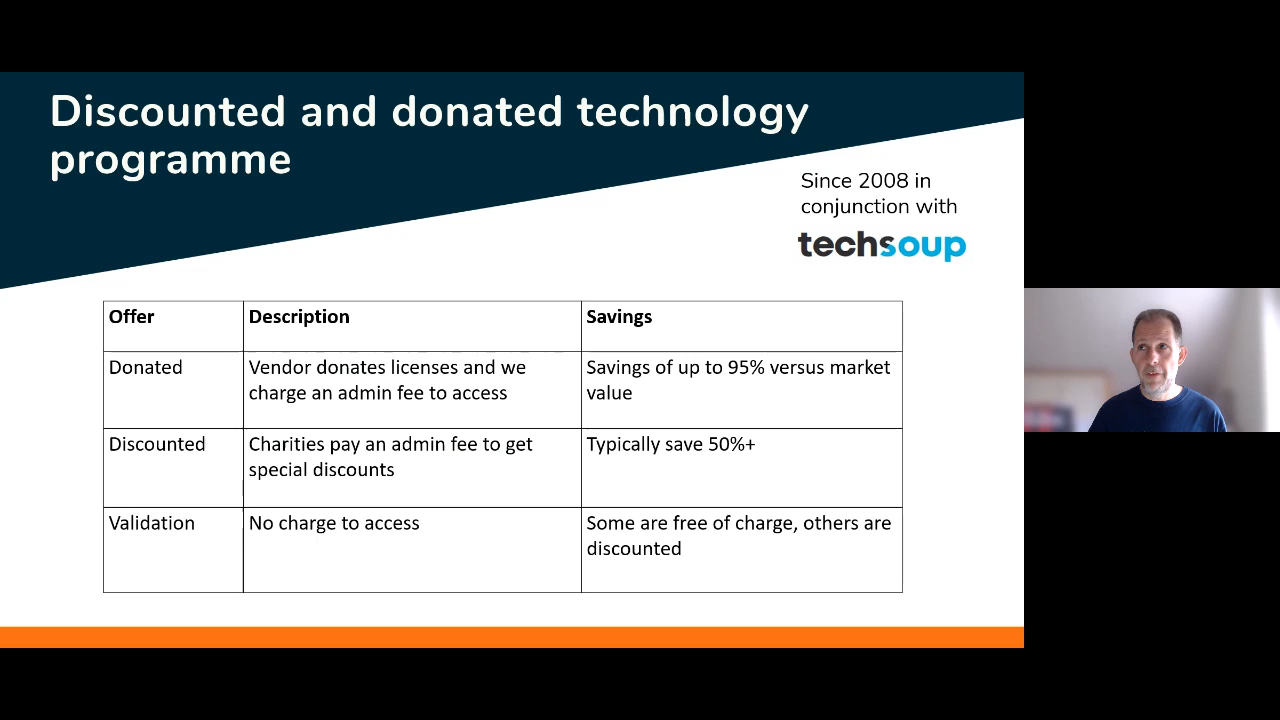 Discounted and donated technology
programme
Since 2008 in
conjunction with
techsoup
Offer
Description
Savings
Donated
Vendor donates licenses and we
charge an admin fee to access
Savings of up to 95% versus market
value
Discounted
Charities pay an admin fee to get
special discounts
Typically save 50%+
Validation
No charge to access
Some are free of charge, others are
discounted